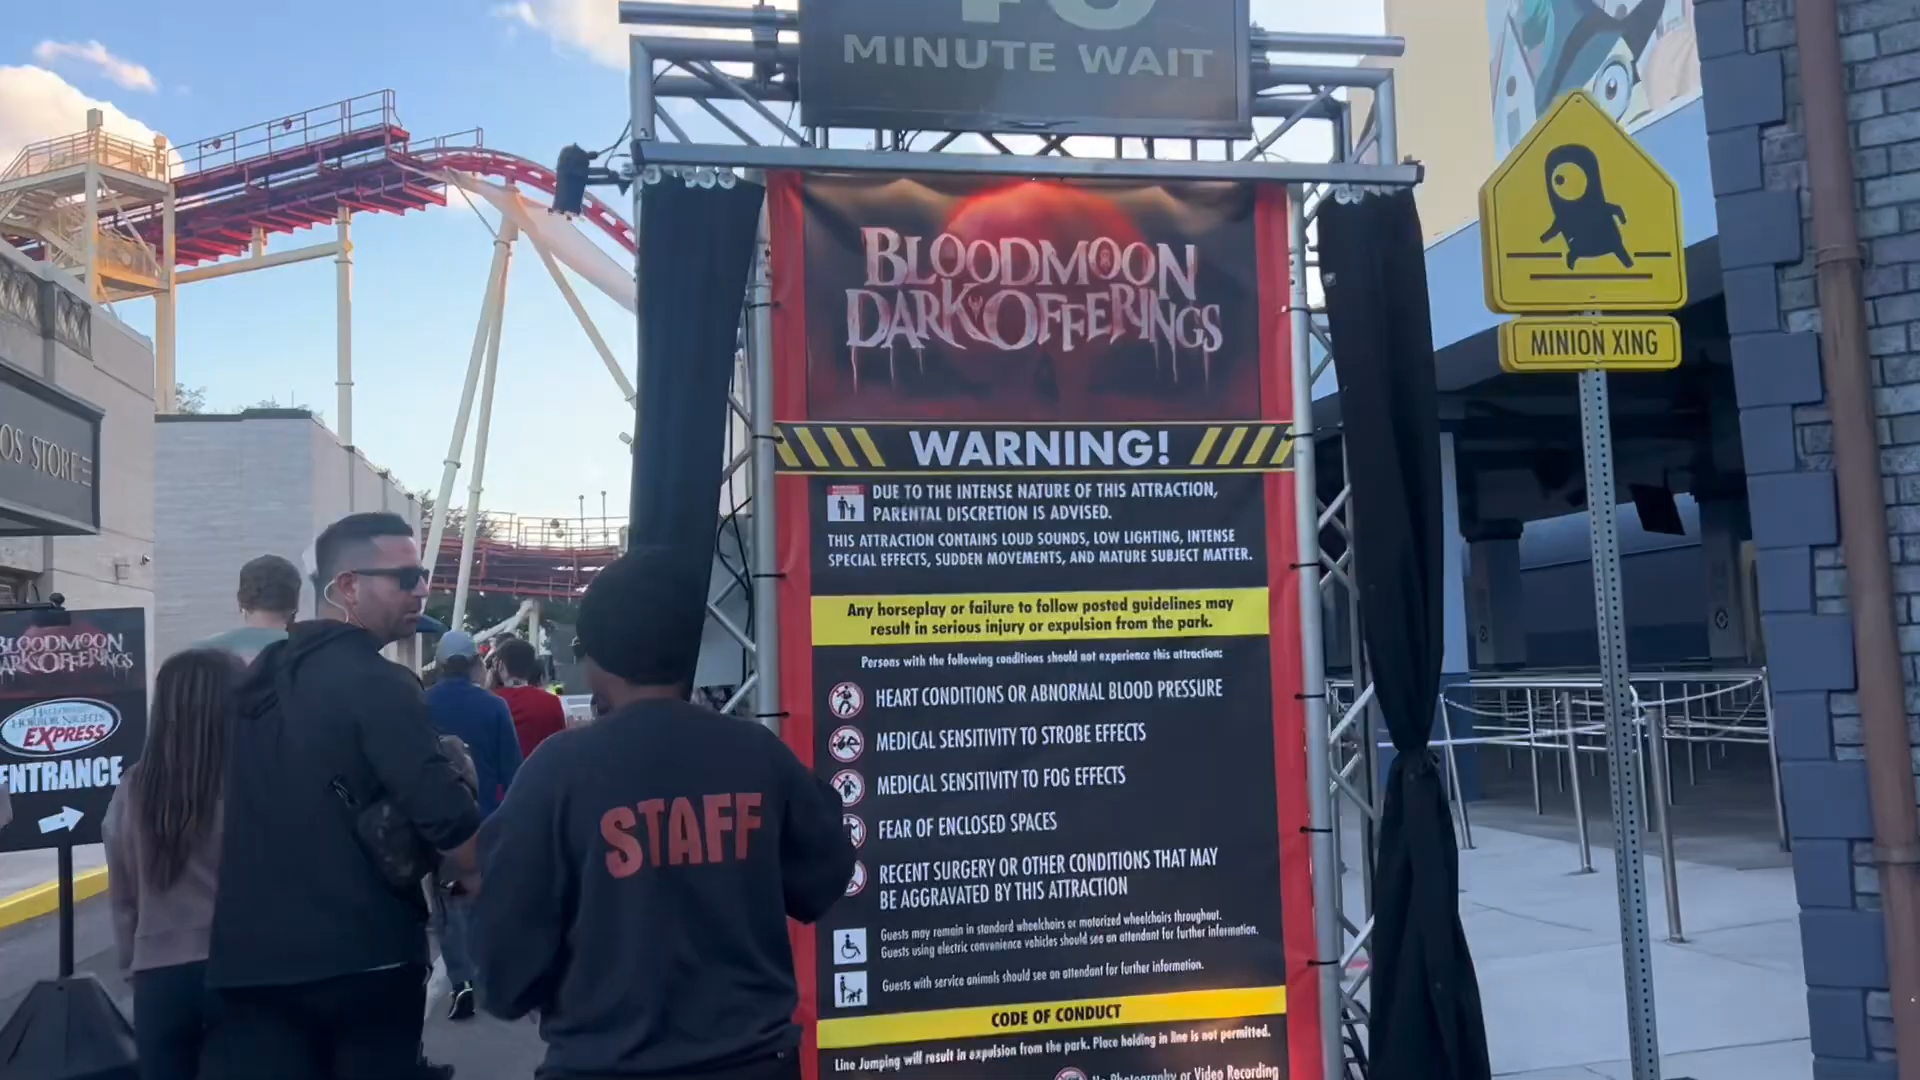 MINUTE WAIT
BLOODMOON
DARK OFFERINGS
WARNING!
DUE TO THE INTENSE NATURE OF THIS ATTRACTION,
PARENTAL DISCRETION IS ADVISED.
THIS ATTRACTION CONTAINS LOUD SOUNDS, LOW LIGHTING, INTENSE
SPECIAL EFFECTS, SUDDEN MOVEMENTS, AND MATURE SUBJECT MATTER.
Any horseplay or failure to follow posted guidelines may
result in serious injury or expulsion from the park.
Persons with the following conditions should not experience this attraction:
HEART CONDITIONS OR ABNORMAL BLOOD PRESSURE
MEDICAL SENSITIVITY TO STROBE EFFECTS
MEDICAL SENSITIVITY TO FOG EFFECTS
FEAR OF ENCLOSED SPACES
RECENT SURGERY OR OTHER CONDITIONS THAT MAY
BE AGGRAVATED BY THIS ATTRACTION
Guests may remain in standard wheelchairs or motorized wheelchairs throughout.
Guests using electric convenience vehicles should see an attendant for further information.
Guests with service animals should see an attendant for further information.
CODE OF CONDUCT
Line Jumping will result in expulsion from the park. Place holding in line is not permitted.
No Photography or Video Recording
MINION XING
OS STORE
BLOODMOON
DARK OFFERINGS
HALLOWEEN
HORROR NIGHTS
EXPRESS
ENTRANCE
STAFF